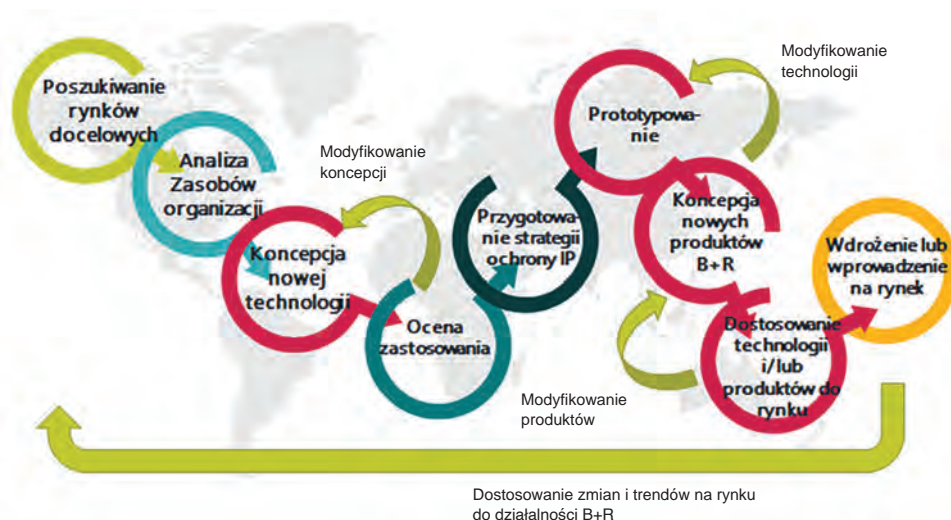 Poszukiwanie
rynków
docelowych
Analiza
Zasobów
organizacji
Modyfikowanie
koncepcji
Koncepcja
nowej
technologii
Ocena
zastosowania
Przygotowa-
nie strategii
ochrony IP
Prototypowa-
nie
Modyfikowanie
technologii
Koncepcja
nowych
produktów
B+R
Modyfikowanie
produktów
Dostosowanie
technologii
i/lub
produktów do
rynku
Wdrożenie lub
wprowadzenie
na rynek
Dostosowanie zmian i trendów na rynku
do działalności B+R